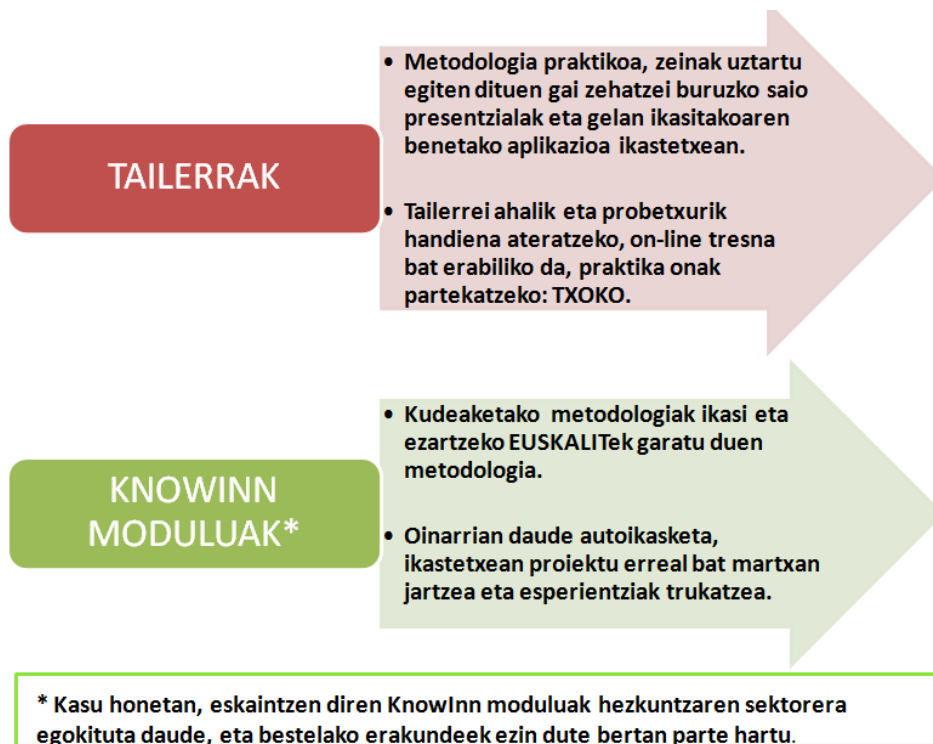 TAILERRAK
• Metodologia praktikoa, zeinak uztartu
egiten dituen gai zehatzei buruzko saio
presentzialak eta gelan ikasitakoaren
benetako aplikazioa ikastetxean.
• Tailerrei ahalik eta probetxurik
handiena ateratzeko, on-line tresna
bat erabiliko da, praktika onak
partekatzeko: TXOKO.
KNOWINN
MODULUAK*
• Kudeaketako metodologiak ikasi eta
ezartzeko EUSKALITek garatu duen
metodologia.
• Oinarrian daude autoikasketa,
ikastetxean proiektu erreal bat martxan
jartzea eta esperientziak trukatzea.
* Kasu honetan, eskaintzen diren KnowInn moduluak hezkuntzaren sektorera
egokituta daude, eta bestelako erakundeek ezin dute bertan parte hartu.